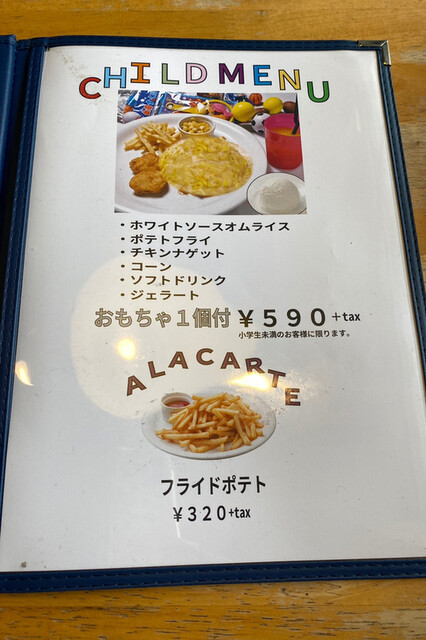 CHILD MENU
・ホワイトソースオムライス
・ポテトフライ
・チキンナゲット
・コーン
・ソフトドリンク
・ジェラート
おもちゃ１個付 ￥５９０＋tax
小学生未満のお客様に限ります。
ALACARTE
フライドポテト
￥３２０+tax